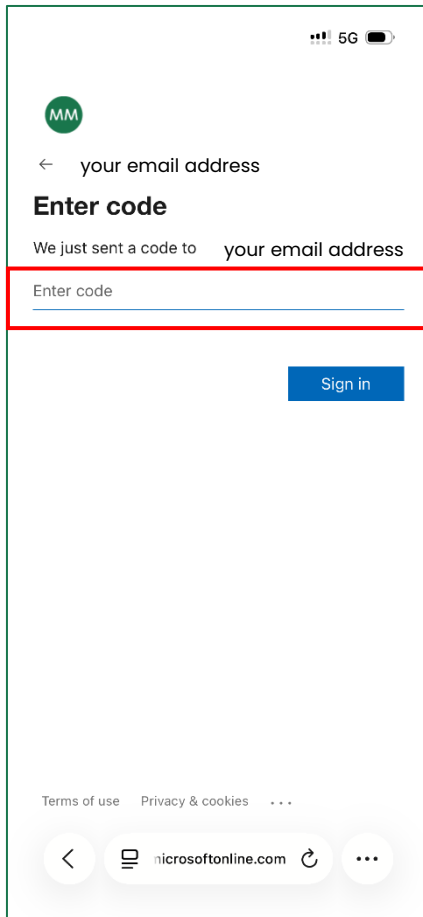 5G
MM
your email address
Enter code
We just sent a code to your email address
Enter code
Sign in
Terms of use Privacy & cookies ...
nicrosoftonline.com